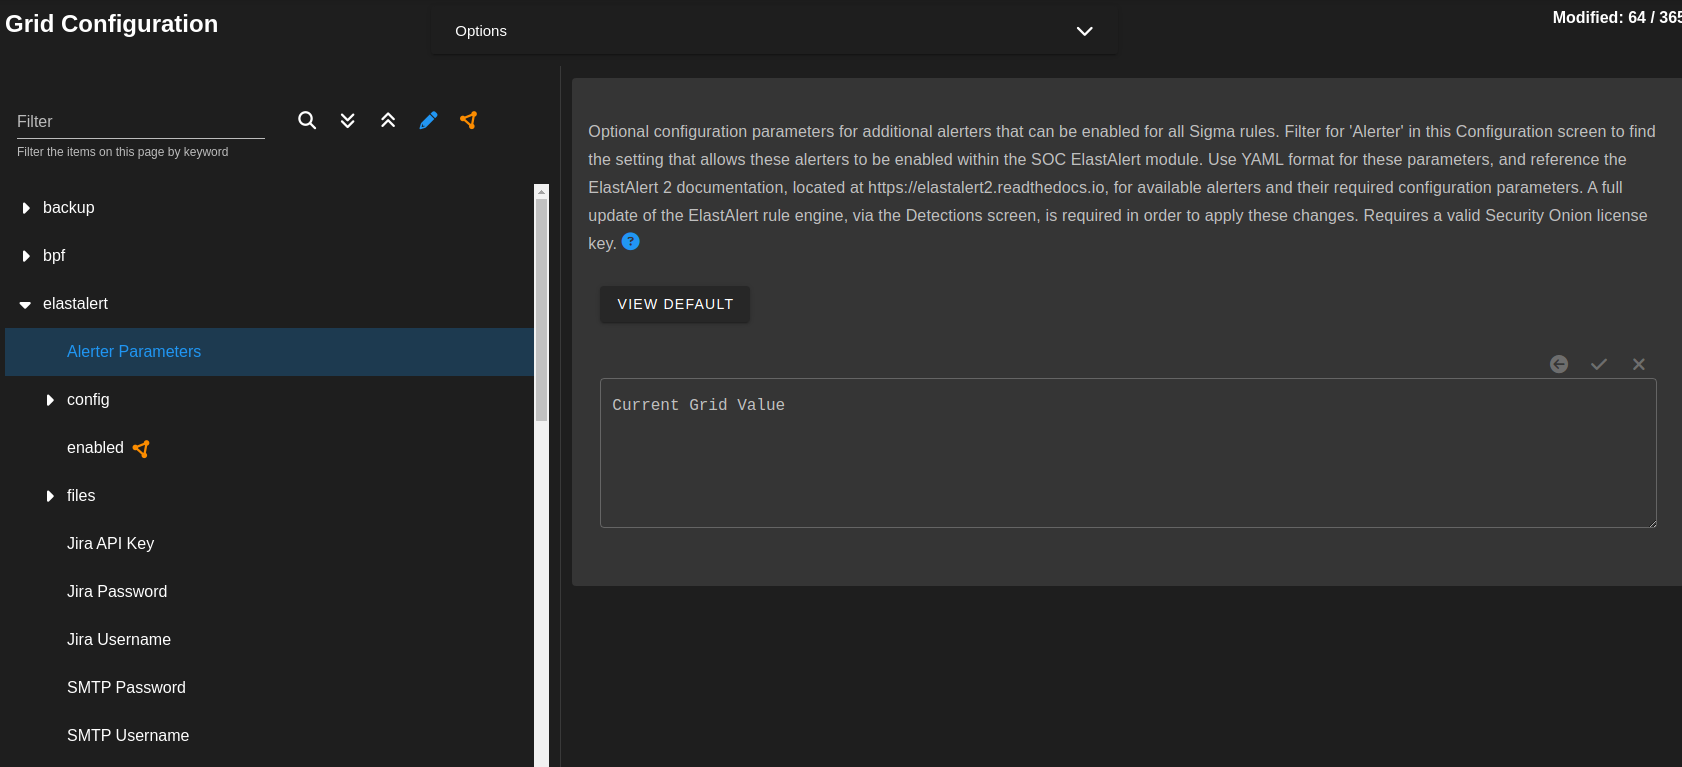 Grid Configuration
Options
Modified: 64 / 365
Filter
Filter the items on this page by keyword
backup
bpf
elastalert
Alerter Parameters
config
enabled
files
Jira API Key
Jira Password
Jira Username
SMTP Password
SMTP Username
Optional configuration parameters for additional alerters that can be enabled for all Sigma rules. Filter for 'Alerter' in this Configuration screen to find
the setting that allows these alerters to be enabled within the SOC ElastAlert module. Use YAML format for these parameters, and reference the
ElastAlert 2 documentation, located at https://elastalert2.readthedocs.io, for available alerters and their required configuration parameters. A full
update of the ElastAlert rule engine, via the Detections screen, is required in order to apply these changes. Requires a valid Security Onion license
key. ?
VIEW DEFAULT
Current Grid Value